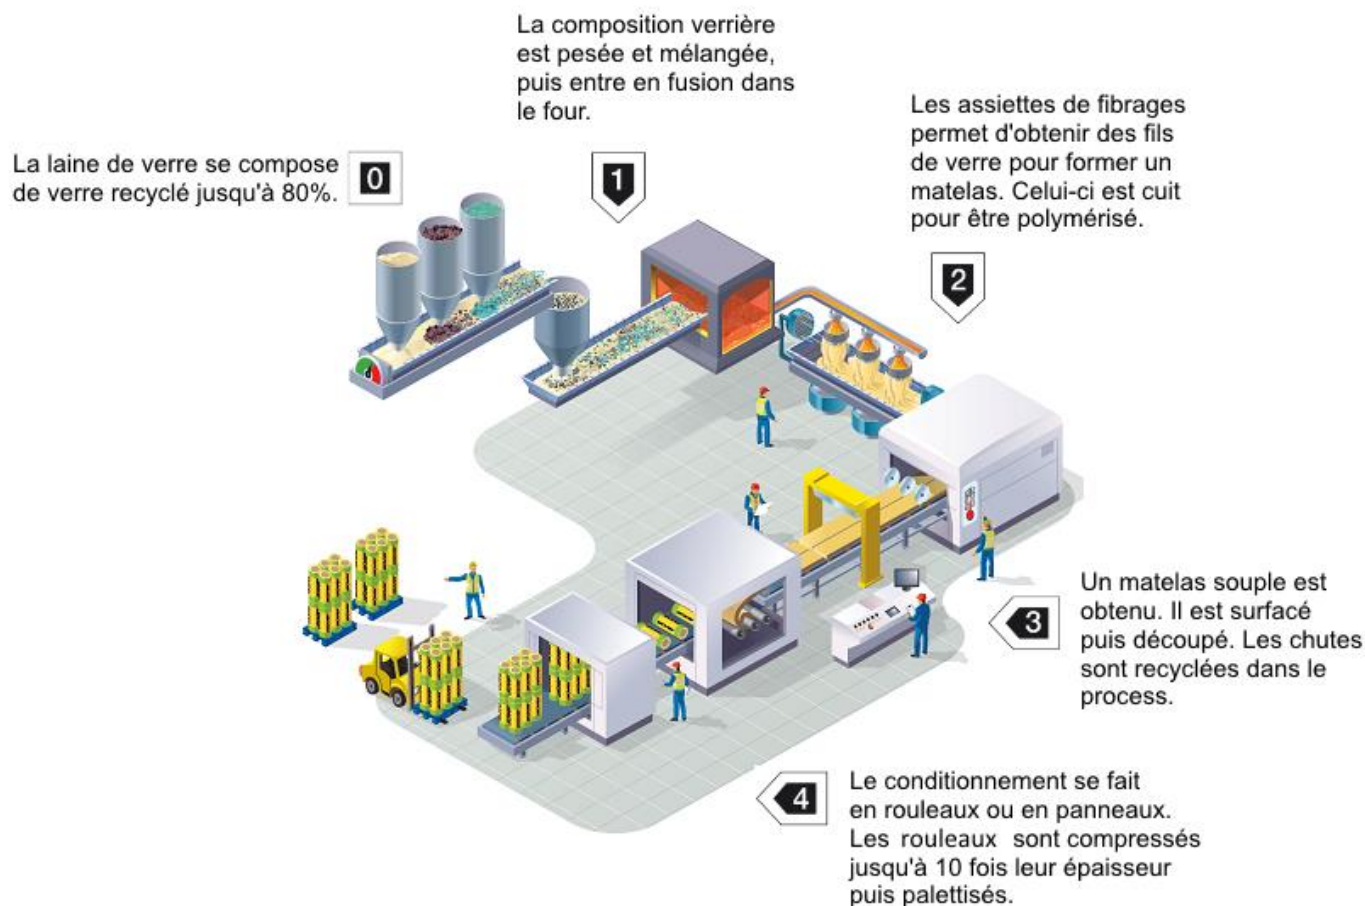 La composition verrière
est pesée et mélangée,
puis entre en fusion dans
le four.
La laine de verre se compose
de verre recyclé jusqu'à 80%.
0
1
Les assiettes de fibrages
permet d'obtenir des fils
de verre pour former un
matelas. Celui-ci est cuit
pour être polymérisé.
2
Un matelas souple est
obtenu. Il est surfacé
puis découpé. Les chutes
sont recyclées dans le
process.
3
4
Le conditionnement se fait
en rouleaux ou en panneaux.
Les rouleaux sont compressés
jusqu'à 10 fois leur épaisseur
puis palettisés.